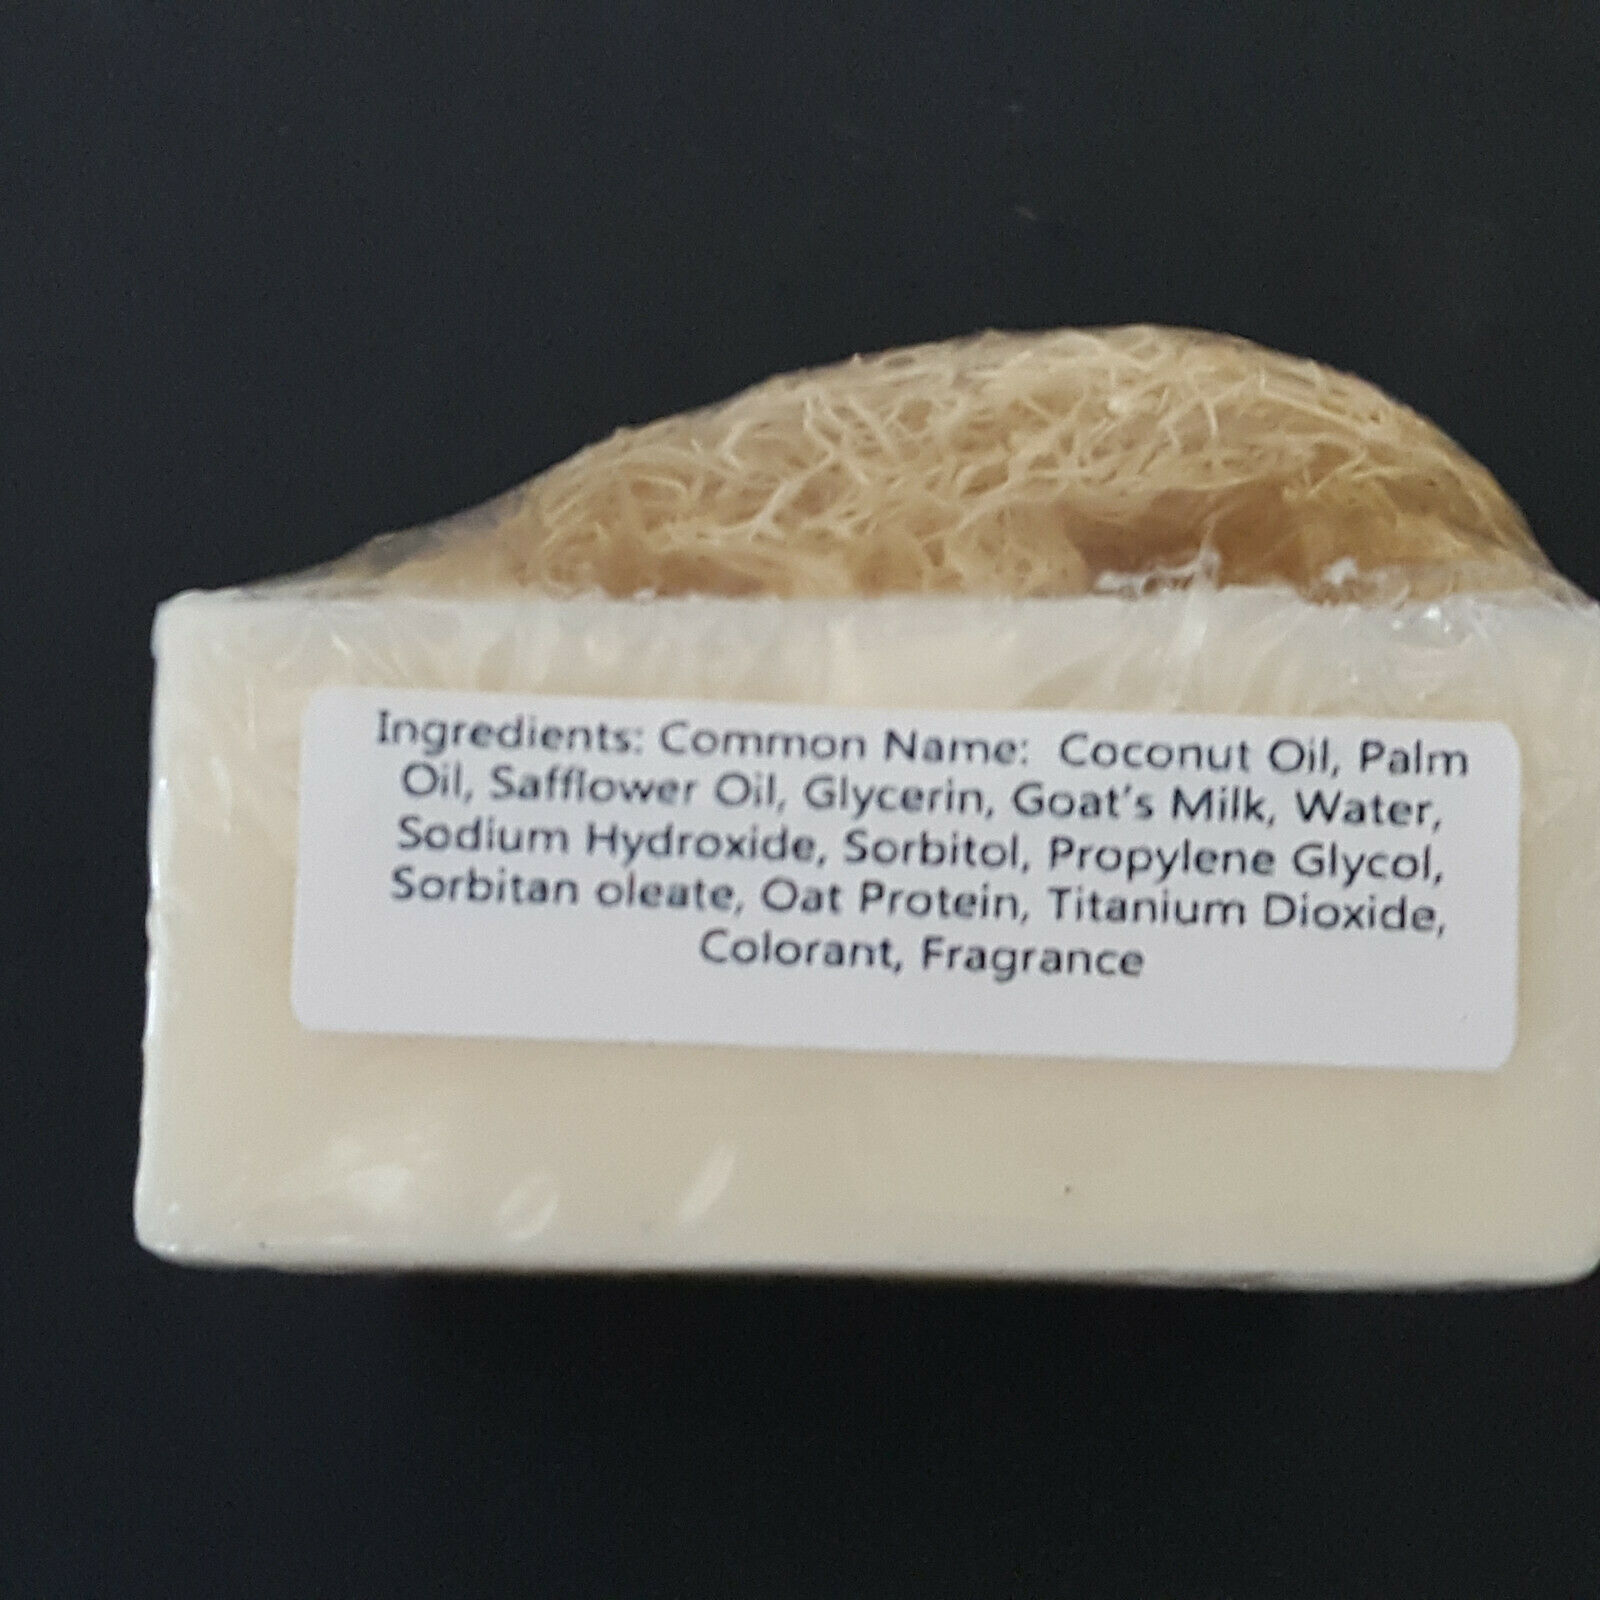 Ingredients: Common Name: Coconut Oil, Palm
Oil, Safflower Oil, Glycerin, Goat's Milk, Water,
Sodium Hydroxide, Sorbitol, Propylene Glycol,
Sorbitan oleate, Oat Protein, Titanium Dioxide,
Colorant, Fragrance